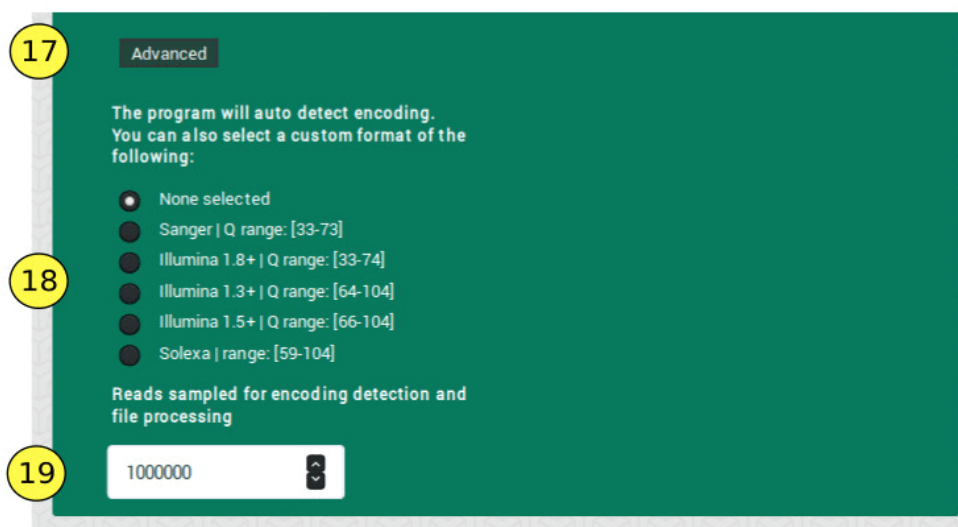 17
Advanced
The program will auto detect encoding.
You can also select a custom format of the
following:
None selected
Sanger | Q range: [33-73]
18
Illumina 1.8+ | Q range: [33-74]
Illumina 1.3+ | Q range: [64-104]
Illumina 1.5+ | Q range: [66-104]
Solexa | range: [59-104]
Reads sampled for encoding detection and
file processing
19
1000000